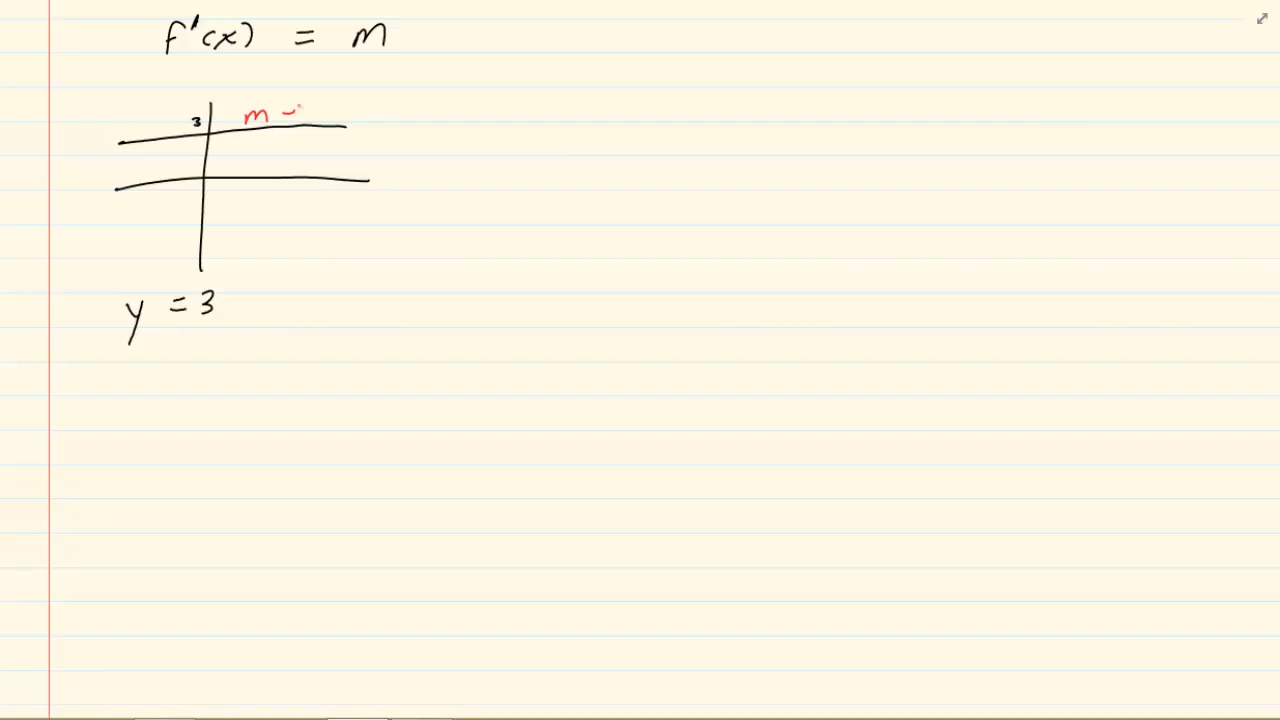 f'(x) = m
3 m
y = 3